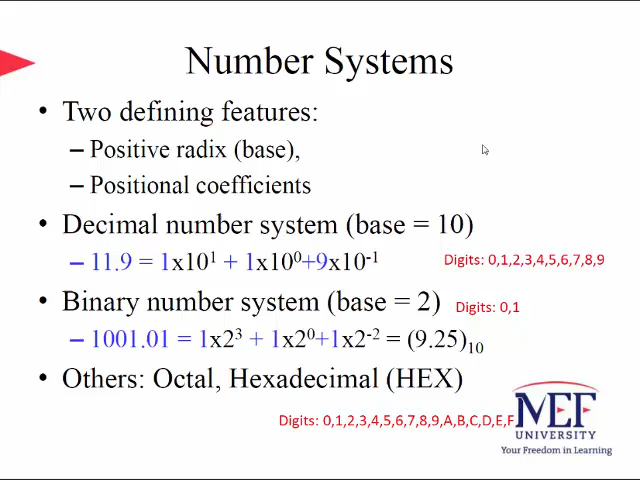 Number Systems
• Two defining features:
– Positive radix (base),
– Positional coefficients
• Decimal number system (base = 10)
– 11.9 = 1x10¹ + 1x10⁰+9x10⁻¹
Digits: 0,1,2,3,4,5,6,7,8,9
• Binary number system (base = 2)
Digits: 0,1
– 1001.01 = 1x2³ + 1x2⁰+1x2⁻² = (9.25)₁₀
• Others: Octal, Hexadecimal (HEX)
Digits: 0,1,2,3,4,5,6,7,8,9,A,B,C,D,E,F
MEF
UNIVERSITY
Your Freedom in Learning